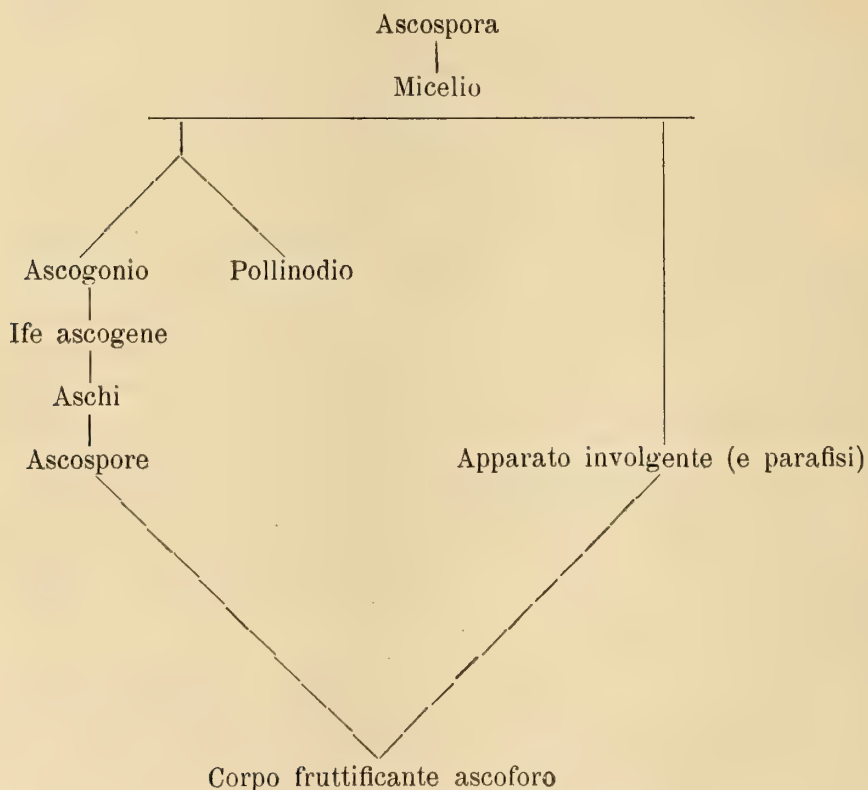 Ascospora
Micelio
Ascogonio Pollinodio
Ife ascogene
Aschi
Ascospore Apparato involgente (e parafisi)
Corpo fruttificante ascoforo